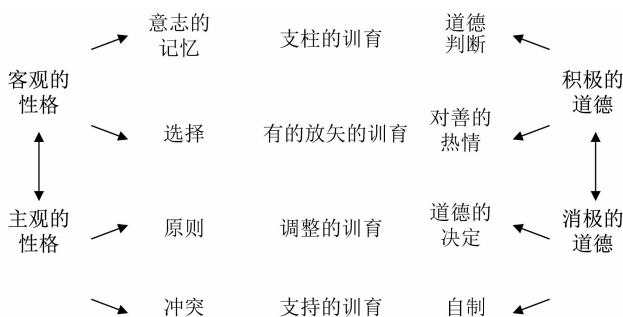 意志的
记忆
支柱的训育
道德
判断
客观的
性格
积极的
道德
选择
有的放矢的训育
对善的
热情
主观的
性格
原则
调整的训育
道德的
决定
消极的
道德
冲突
支持的训育
自制